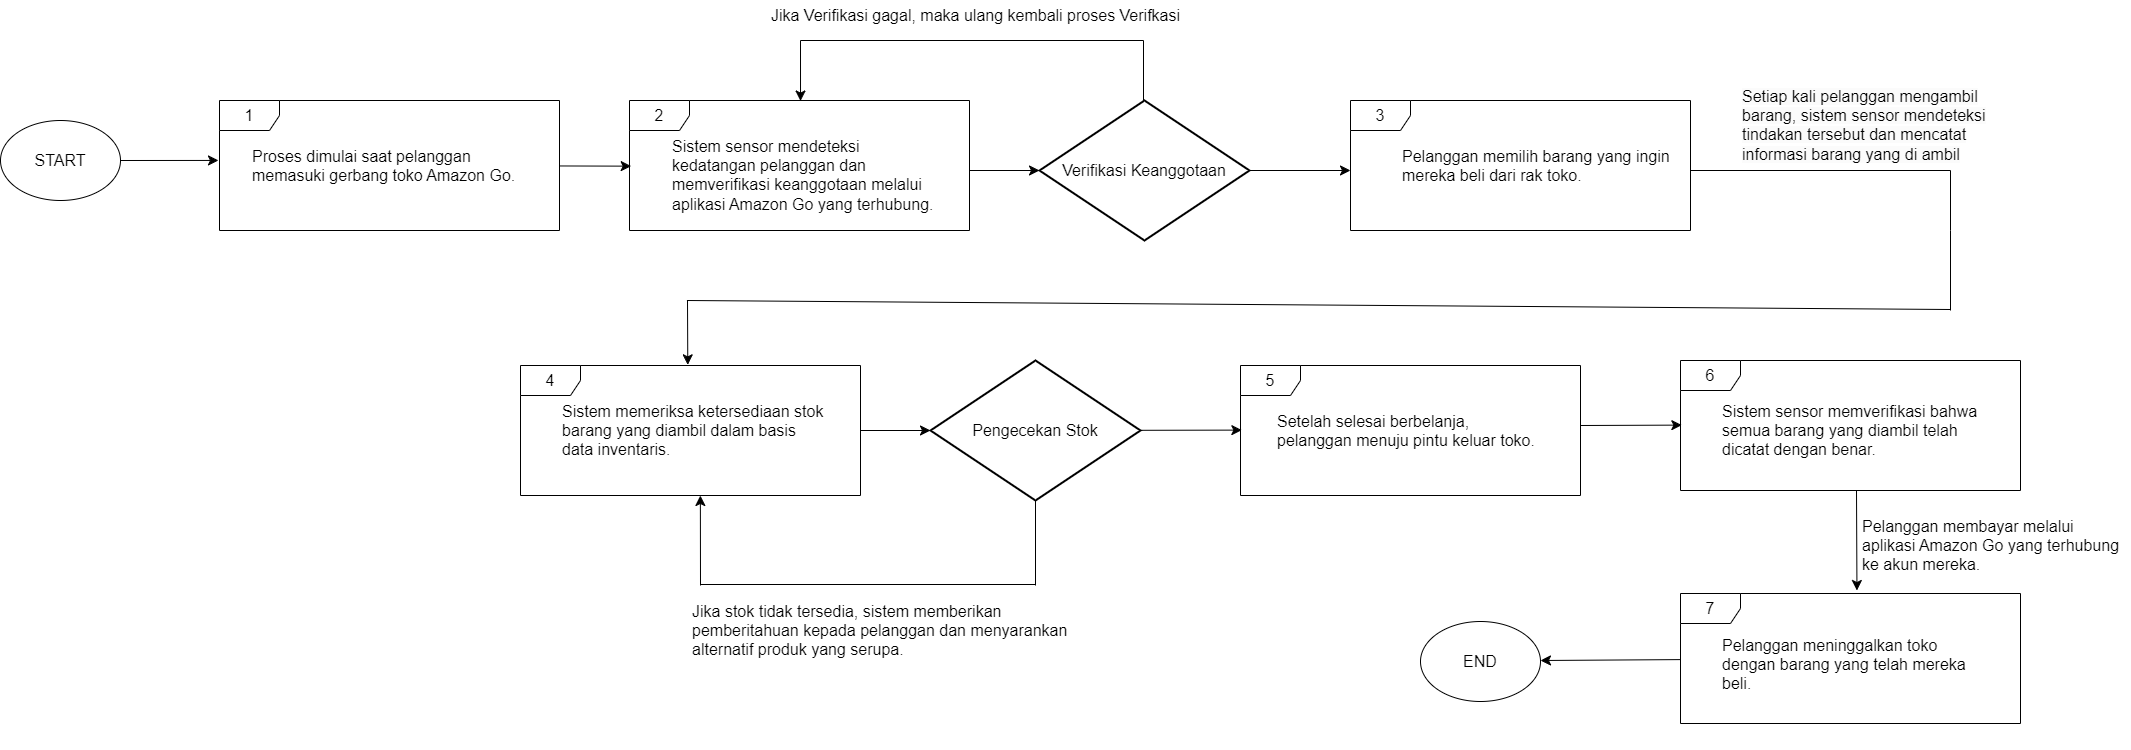 Jika Verifikasi gagal, maka ulang kembali proses Verifkasi
START
1
Proses dimulai saat pelanggan
memasuki gerbang toko Amazon Go.
2
Sistem sensor mendeteksi
kedatangan pelanggan dan
memverifikasi keanggotaan melalui
aplikasi Amazon Go yang terhubung.
Verifikasi Keanggotaan
3
Pelanggan memilih barang yang ingin
mereka beli dari rak toko.
Setiap kali pelanggan mengambil
barang, sistem sensor mendeteksi
tindakan tersebut dan mencatat
informasi barang yang di ambil
4
Sistem memeriksa ketersediaan stok
barang yang diambil dalam basis
data inventaris.
Pengecekan Stok
Jika stok tidak tersedia, sistem memberikan
pemberitahuan kepada pelanggan dan menyarankan
alternatif produk yang serupa.
5
Setelah selesai berbelanja,
pelanggan menuju pintu keluar toko.
6
Sistem sensor memverifikasi bahwa
semua barang yang diambil telah
dicatat dengan benar.
Pelanggan membayar melalui
aplikasi Amazon Go yang terhubung
ke akun mereka.
7
Pelanggan meninggalkan toko
dengan barang yang telah mereka
beli.
END